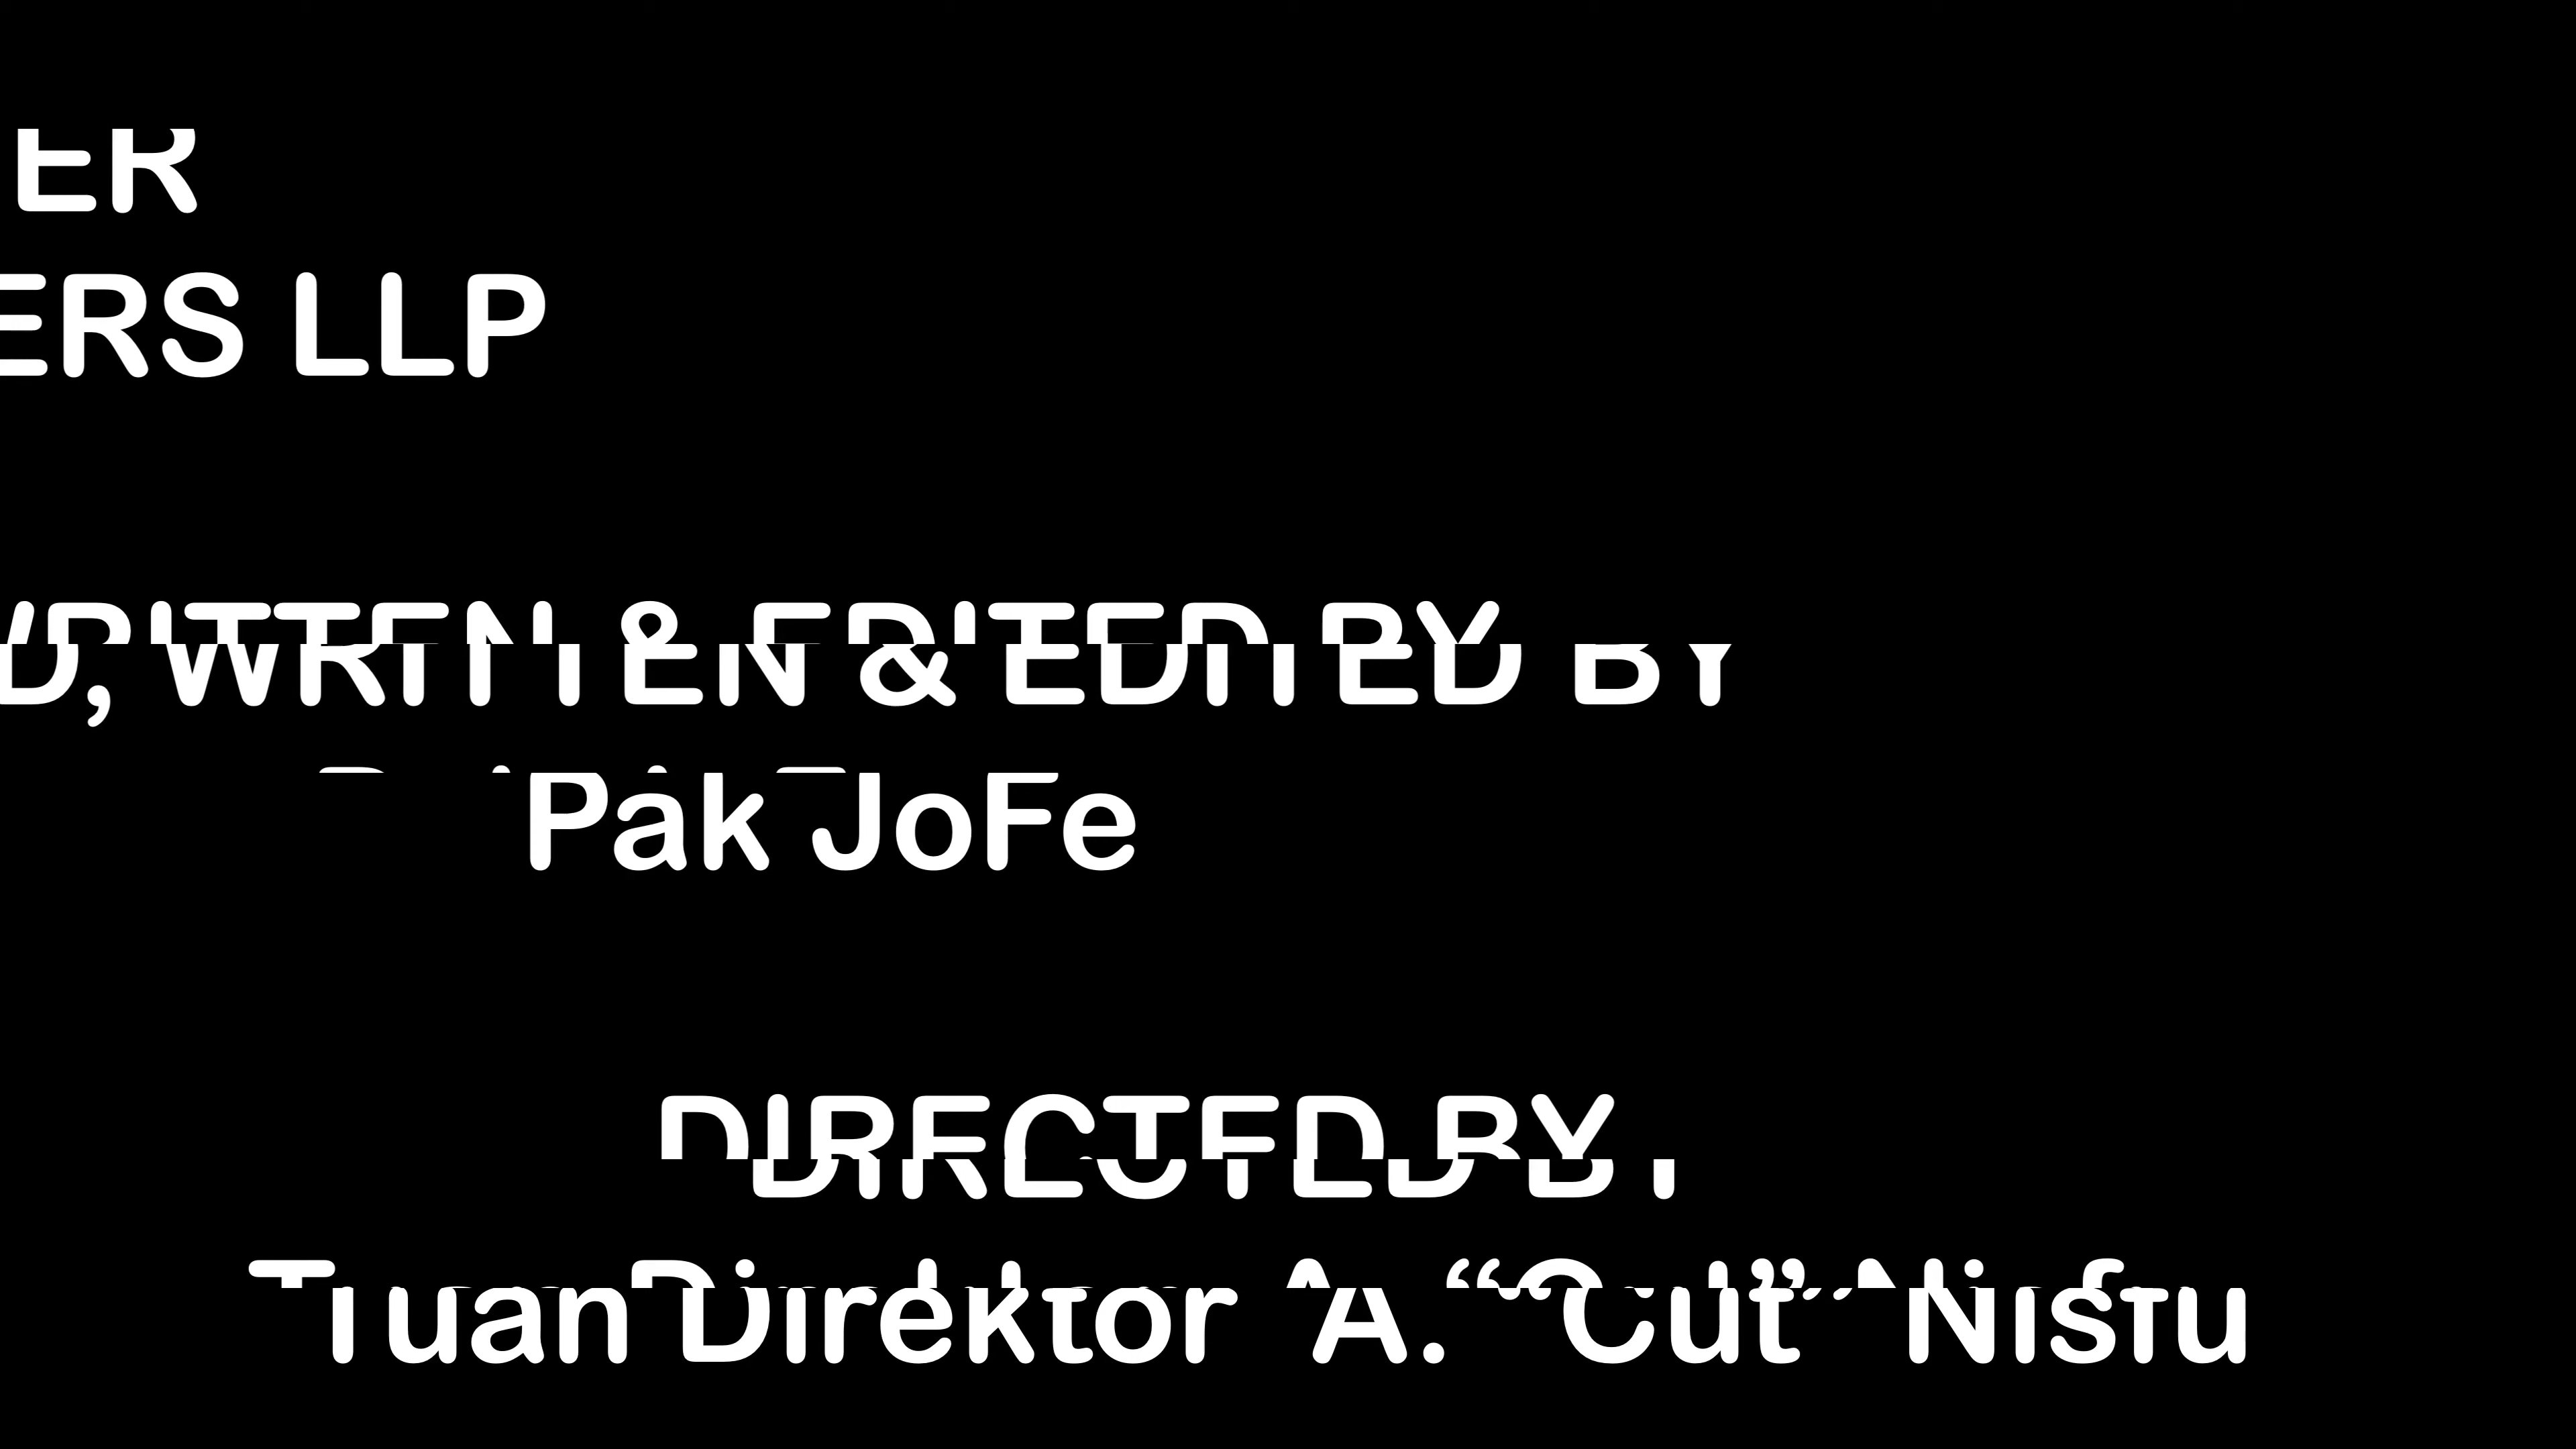 ER
ERS LLP
D, WRITTEN & EDITED BY
Pak JoFe
DIRECTED BY
Tuan Direktor A. “Cut” Nisfu